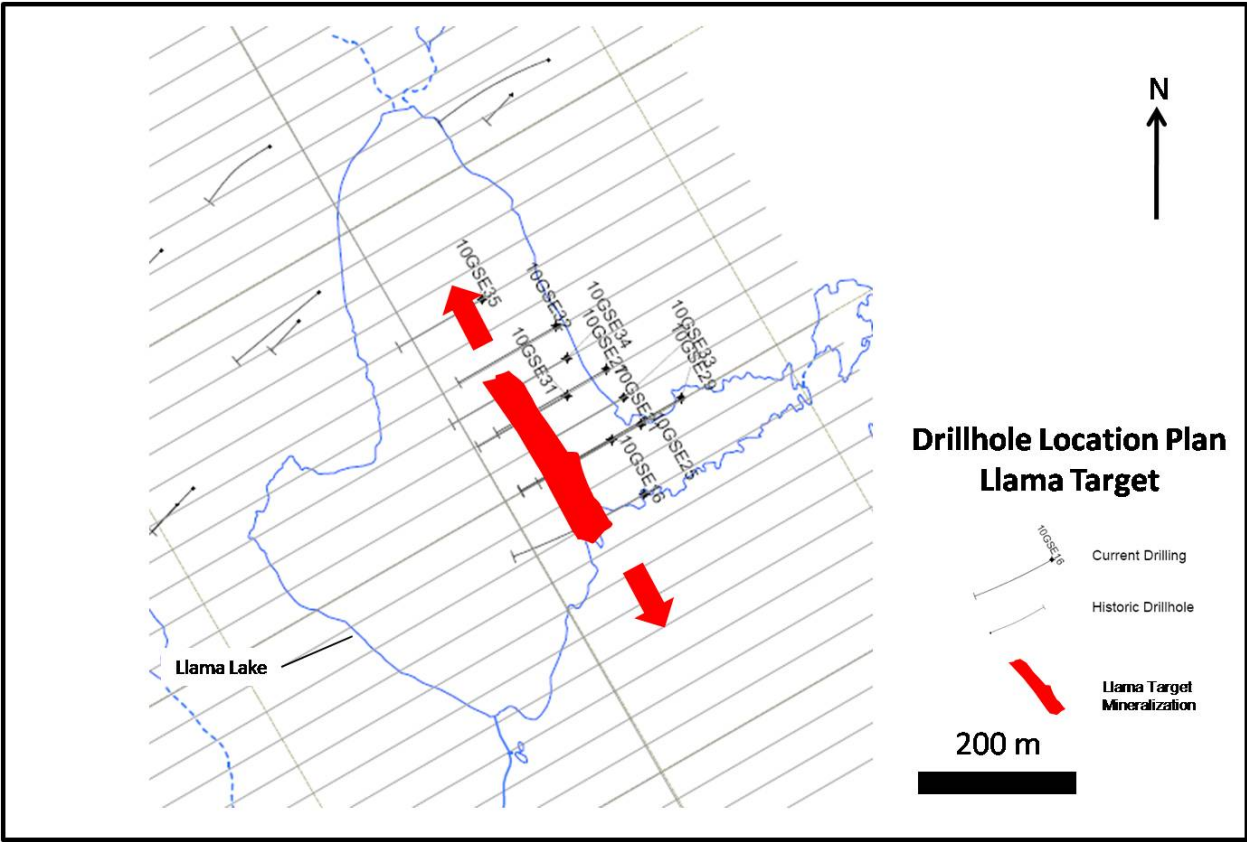 N
10GSE35
10GSE32
10GSE34
10GSE27
10GSE33
10GSE29
10GSE31
10GSE25
10GSE16
Drillhole Location Plan
Llama Target
10GSE16
Current Drilling
Historic Drillhole
Llama Target
Mineralization
Llama Lake
200 m